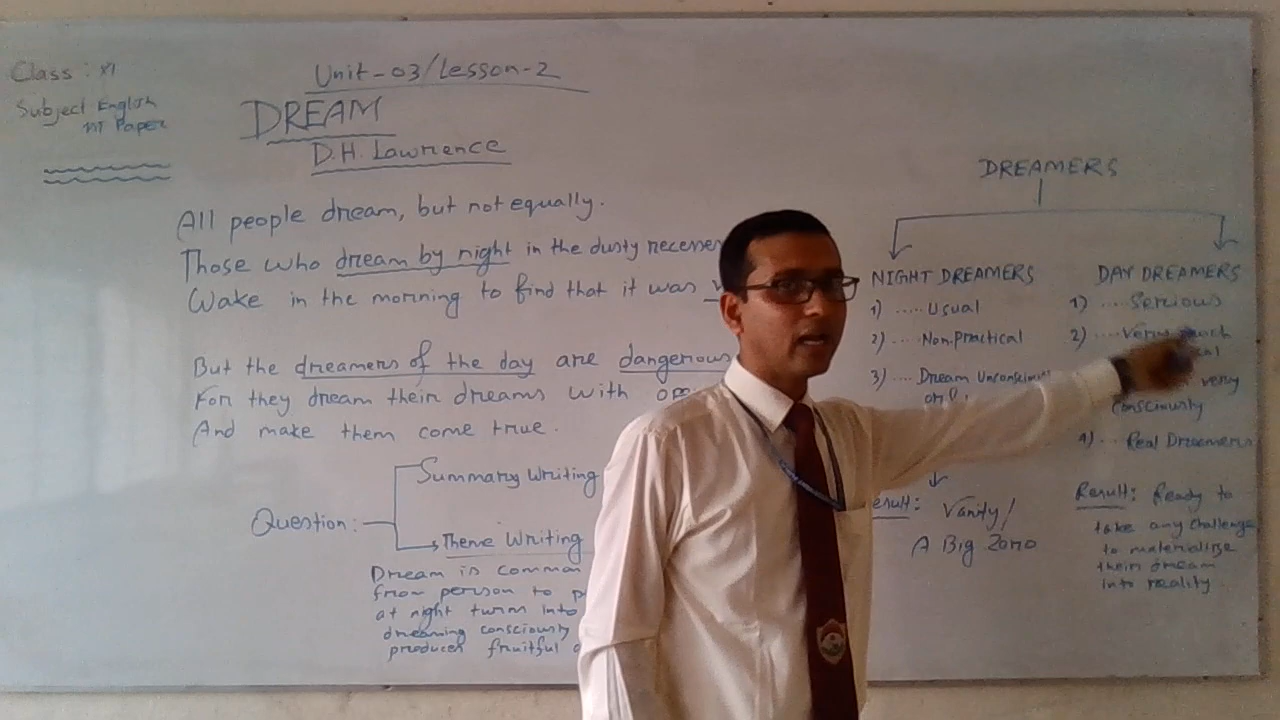 Class: XI
Subject English
Paper
Unit-03/Lesson-2
DREAM
D.H. Lawrence
All people dream, but not equally.
Those who dream by night in the dusty
Wake in the morning to find that it was
But the dreamers of the day are dangerous
For they dream their dreams with
And make them come true.
Question:
Summary Writing
Theme Writing
Dream is common
from person to
at night turns into
dreaming consciously
produces fruitful
DREAMERS
NIGHT DREAMERS
1) .... Usual
2) ... Non-Practical
3) .... Dream
Result: Vanity/
A Big Zero
DAY DREAMERS
1) .... Serious
2) .... Very
very
consciously
4) .. Real Dreamers
Result: Ready to
take any challenge
to materialise
their dream
into reality